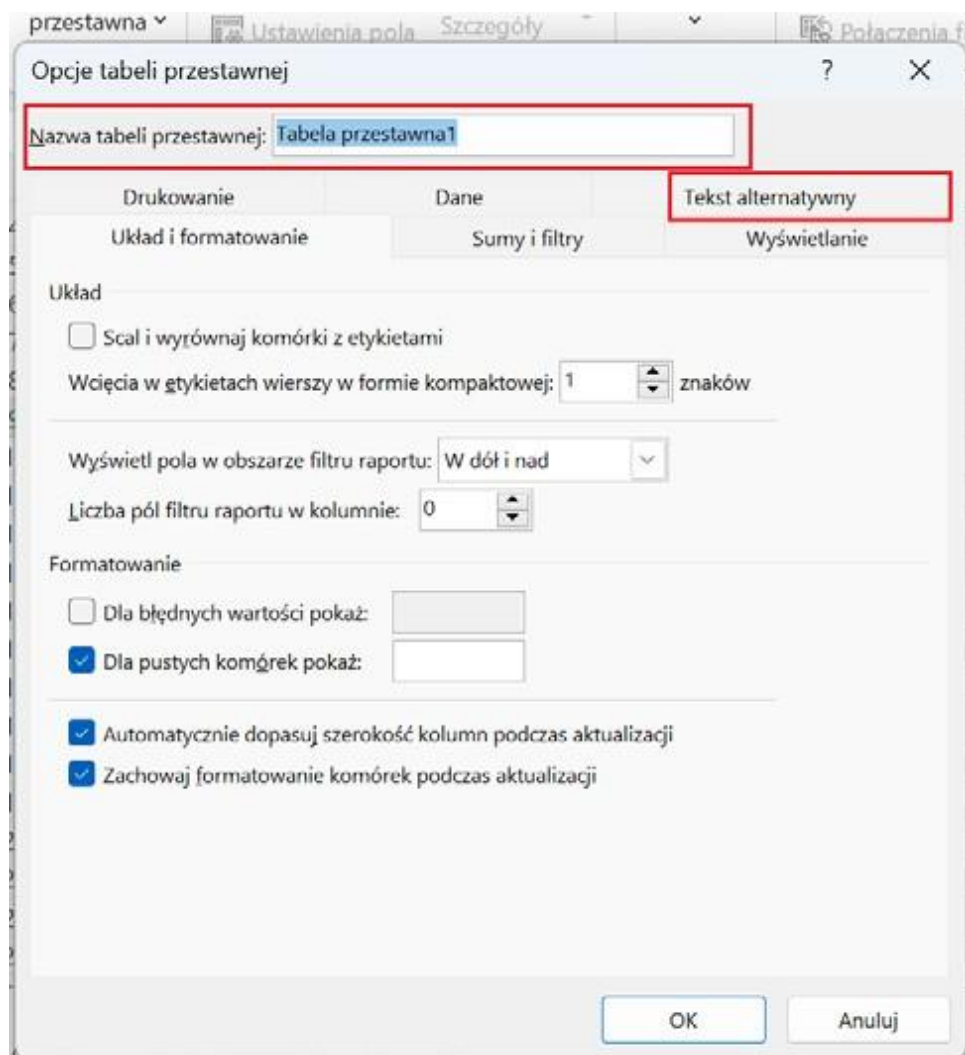 przestawna
Ustawienia pola
Szczegóły
Połączenia f
Opcje tabeli przestawnej
?
Nazwa tabeli przestawnej: Tabela przestawna1
Drukowanie
Dane
Tekst alternatywny
Układ i formatowanie
Sumy i filtry
Wyświetlanie
Układ
Scal i wyrównaj komórki z etykietami
Wcięcia w etykietach wierszy w formie kompaktowej: 1 znaków
Wyświetl pola w obszarze filtru raportu: W dół i nad
Liczba pól filtru raportu w kolumnie: 0
Formatowanie
Dla błędnych wartości pokaż:
Dla pustych komórek pokaż:
Automatycznie dopasuj szerokość kolumn podczas aktualizacji
Zachowaj formatowanie komórek podczas aktualizacji
OK
Anuluj